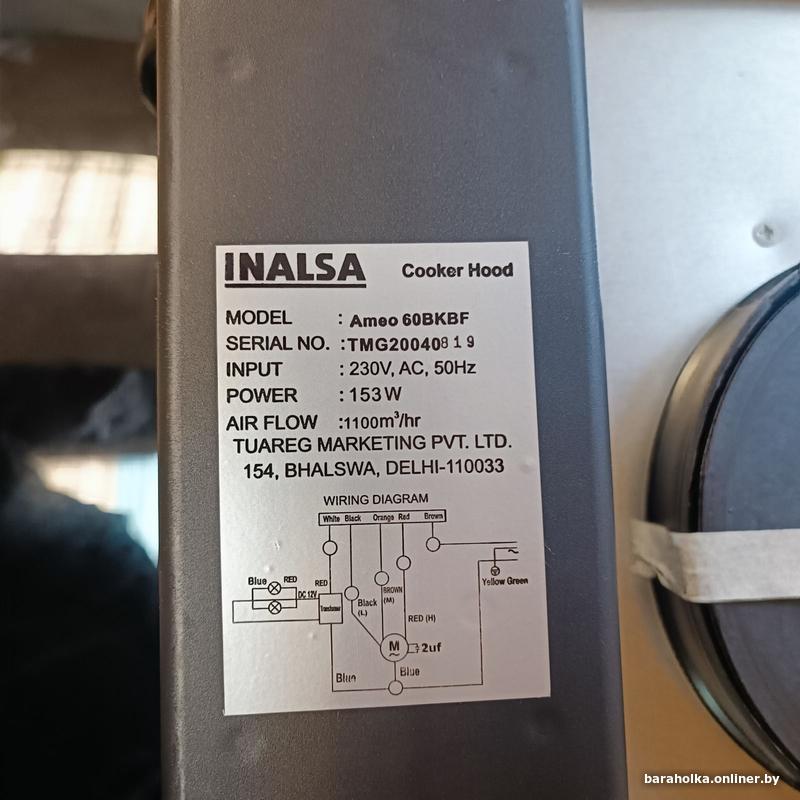 INALSA Cooker Hood
MODEL : Ameo 60BKBF
SERIAL NO. : TMG20040819
INPUT : 230V, AC, 50Hz
POWER : 153 W
AIR FLOW : 1100m³/hr
TUAREG MARKETING PVT. LTD.
154, BHALSWA, DELHI-110033
WIRING DIAGRAM
White Black Orange Red Brown
~
Yellow Green
Blue RED RED
DC 12V
Transformer
Black (L)
BROWN (M)
RED (H)
M ~
2uf
Blue Blue
baraholka.onliner.by